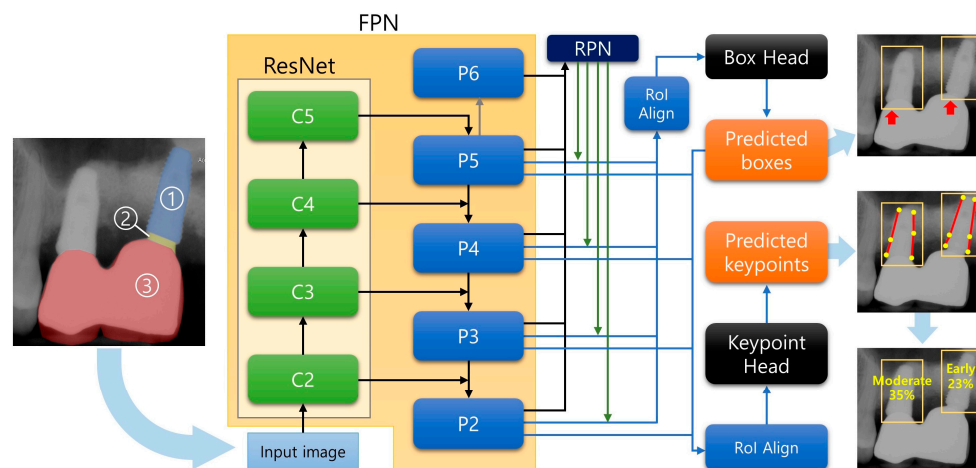 FPN
ResNet
C5
C4
C3
C2
P6
P5
P4
P3
P2
RPN
RoI
Align
Box Head
Predicted
boxes
Predicted
keypoints
Keypoint
Head
RoI Align
Input image
①
②
③
Moderate
35%
Early
23%